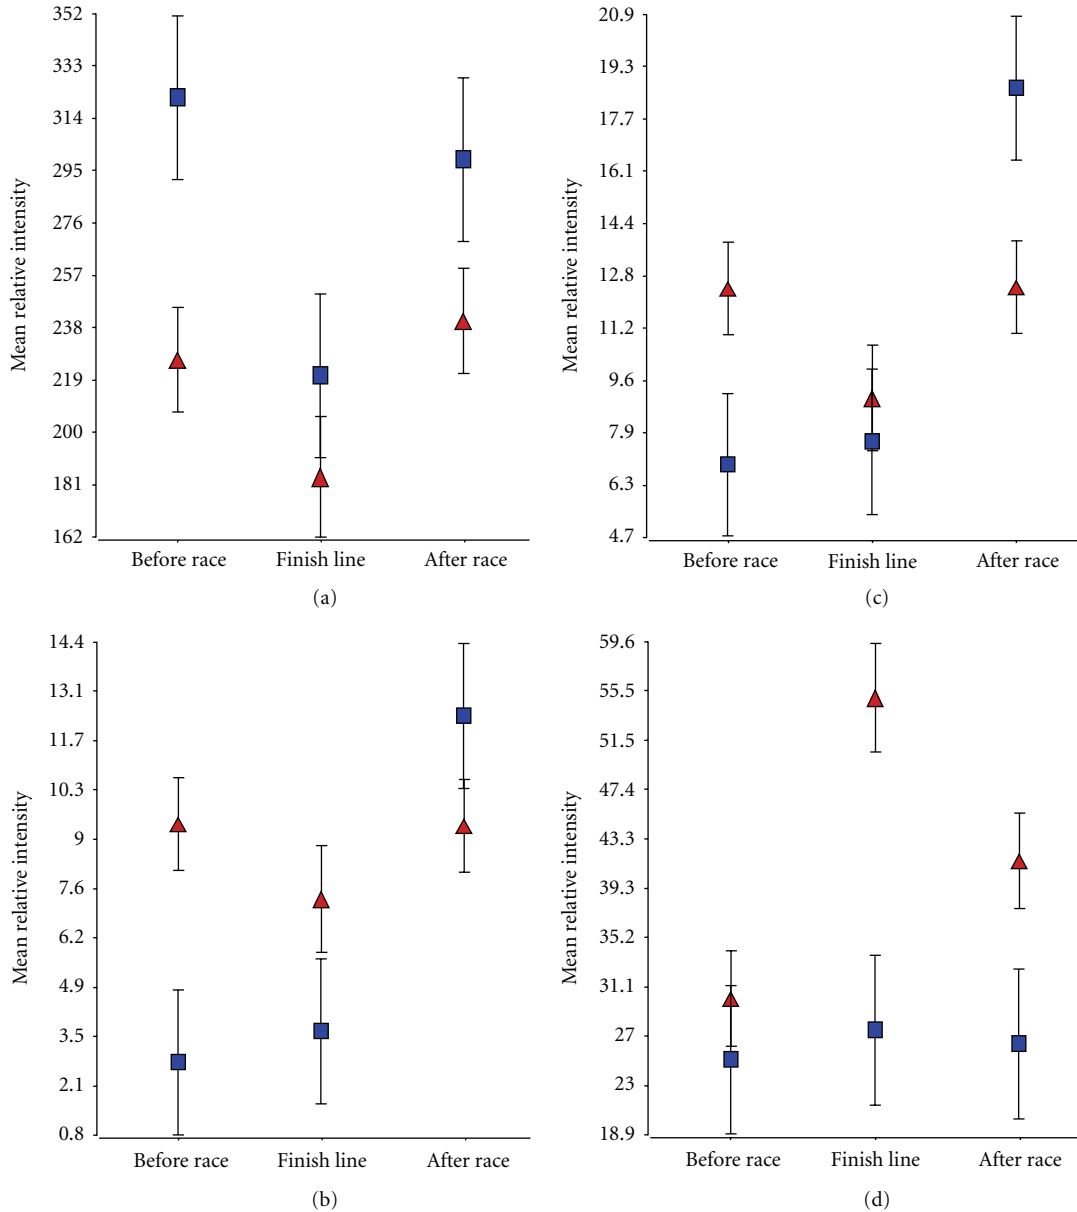 352
333
314
295
276
257
238
219
200
181
162
Mean relative intensity
Before race
Finish line
After race
(a)
20.9
19.3
17.7
16.1
14.4
12.8
11.2
9.6
7.9
6.3
4.7
Mean relative intensity
Before race
Finish line
After race
(c)
14.4
13.1
11.7
10.3
9
7.6
6.2
4.9
3.5
2.1
0.8
Mean relative intensity
Before race
Finish line
After race
(b)
59.6
55.5
51.5
47.4
43.3
39.3
35.2
31.1
27
23
18.9
Mean relative intensity
Before race
Finish line
After race
(d)